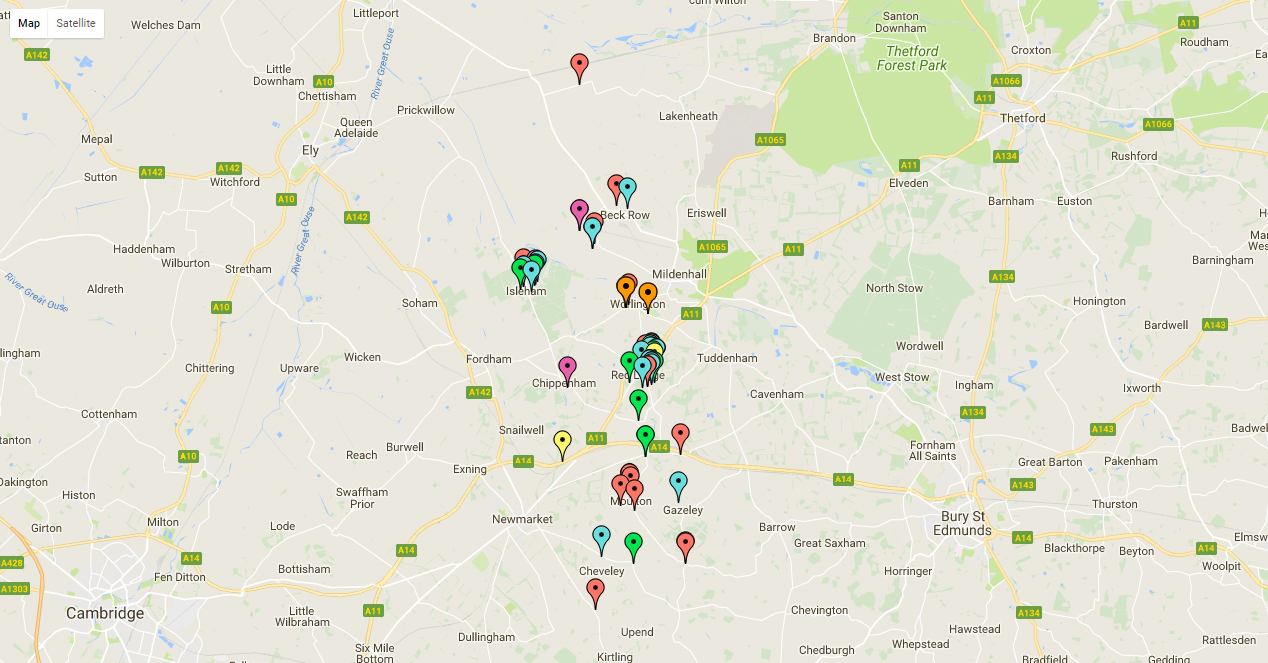 cum Wilton
Littleport
Santon
Downham
Map
Satellite
Welches Dam
A11
Brandon
Roudham
Croxton
A142
Thetford
Forest Park
Little
Downham
A10
A1066
Chettisham
River Great Ouse
A11
Prickwillow
Lakenheath
Thetford
Queen
Adelaide
A1066
Mepal
A1065
Ely
A134
Rushford
A142
A142
A11
Sutton
Witchford
Elveden
A10
Barnham
Euston
A142
Beck Row
Eriswell
River Great Ouse
Haddenham
A1065
A11
Wilburton
Stretham
Barningham
Mildenhall
A134
River Great Ouse
Aldreth
Isleham
North Stow
Soham
Worlington
Honington
A10
A11
Bardwell
A143
Wordwell
lingham
Wicken
Fordham
Tuddenham
Chittering
Upware
Red Lodge
West Stow
Chippenham
Ingham
Ixworth
A142
Cavenham
Cottenham
A134
Snailwell
A143
Badwel
A11
tanton
Burwell
A14
Fornham
All Saints
Reach
A10
A14
Great Barton
Pakenham
Exning
Oakington
A14
A143
Histon
Swaffham
Prior
Moulton
Gazeley
Thurston
Newmarket
Bury St
Edmunds
Milton
Lode
Barrow
Girton
A14
Elmsw
Great Saxham
A14
A14
Blackthorpe
Beyton
A14
A428
Woolpit
Bottisham
Cheveley
Horringer
Fen Ditton
A1303
Cambridge
Little
Wilbraham
A11
Chevington
A134
Hawstead
Dullingham
Upend
Rattlesden
Six Mile
Bottom
Chedburgh
Whepstead
Kirtling
Bradfield
Gedding